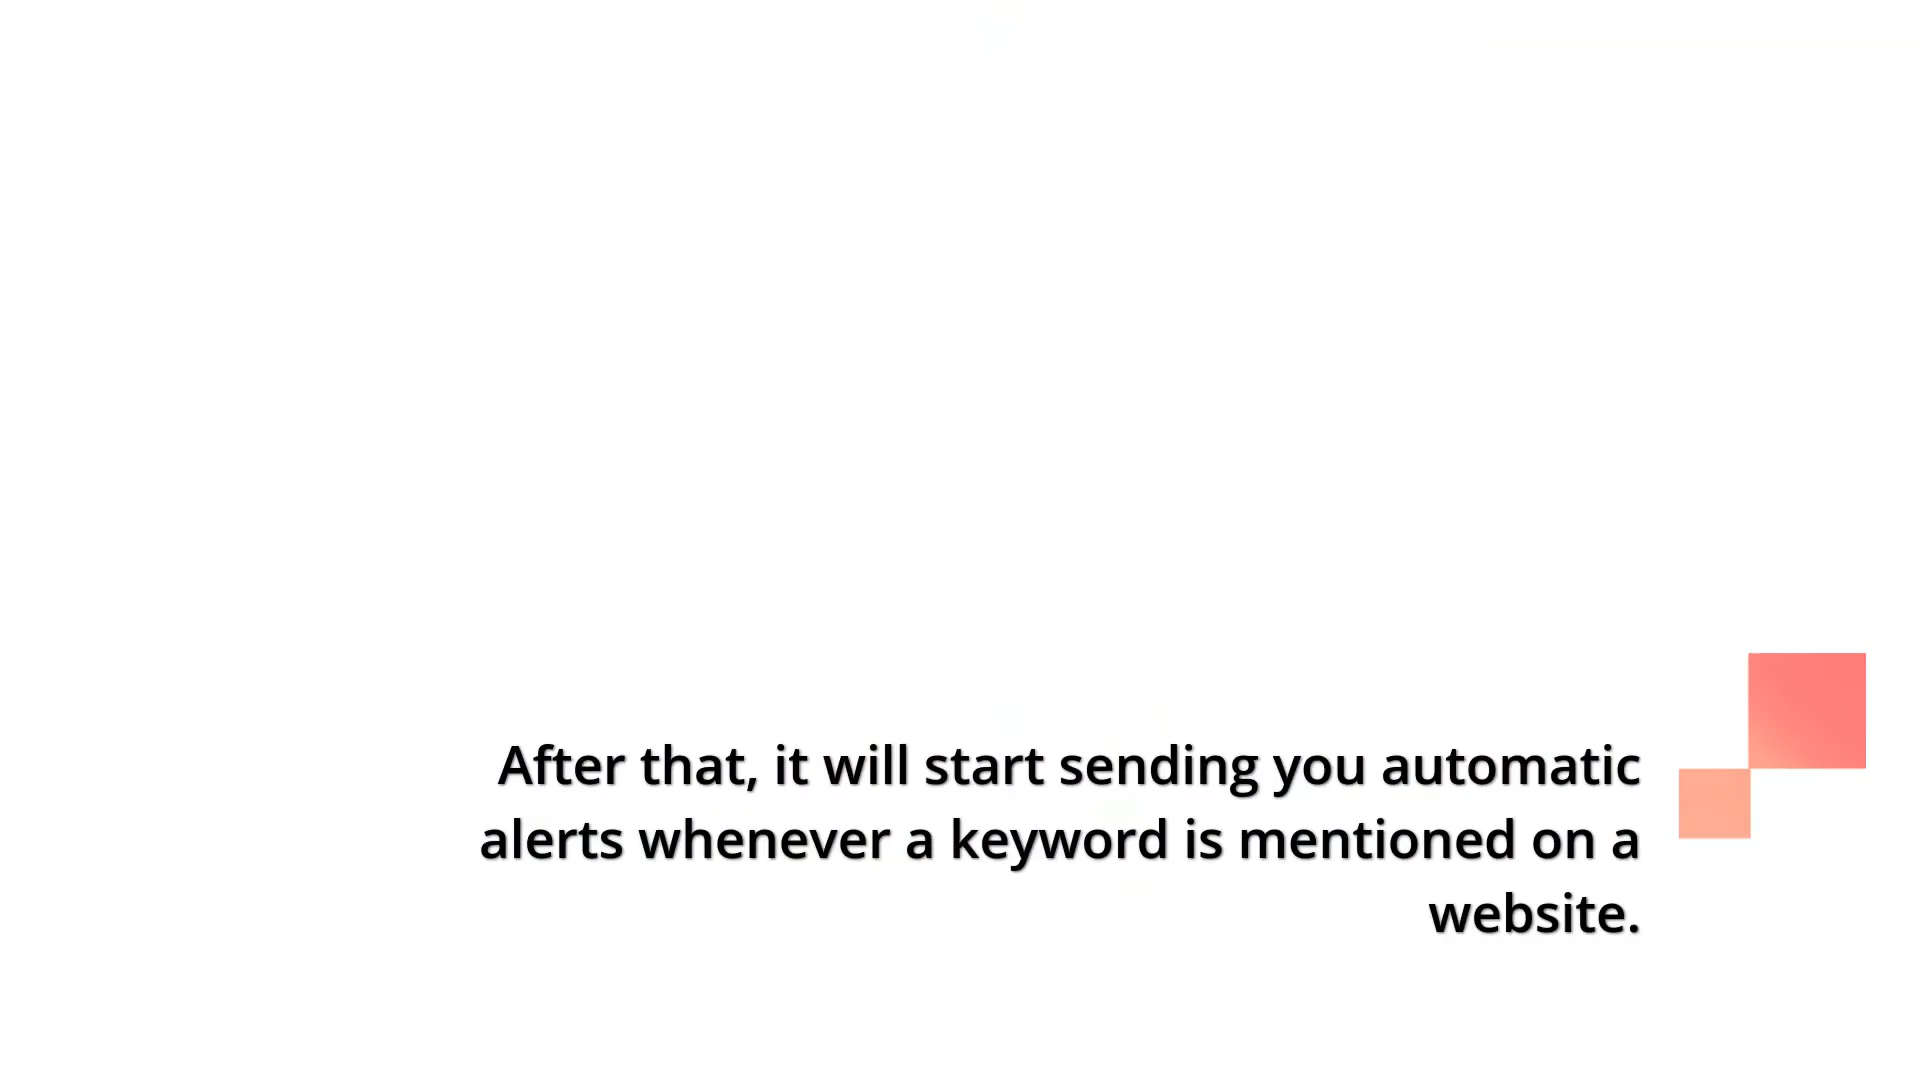 After that, it will start sending you automatic
alerts whenever a keyword is mentioned on a
website.